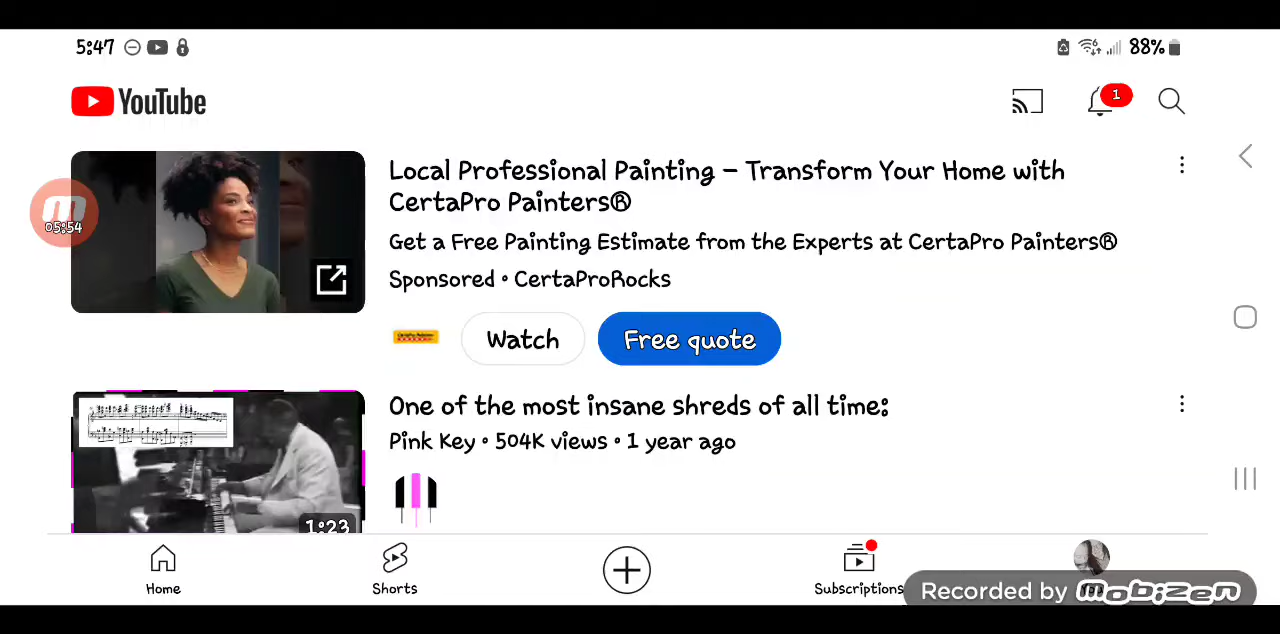 5:47
88%
YouTube
1
Local Professional Painting – Transform Your Home with
CertaPro Painters®
Get a Free Painting Estimate from the Experts at CertaPro Painters®
Sponsored • CertaProRocks
05:54
Watch
Free quote
One of the most insane shreds of all time:
Pink Key • 504K views • 1 year ago
1:23
Home
Shorts
Subscriptions
Recorded by mobizen